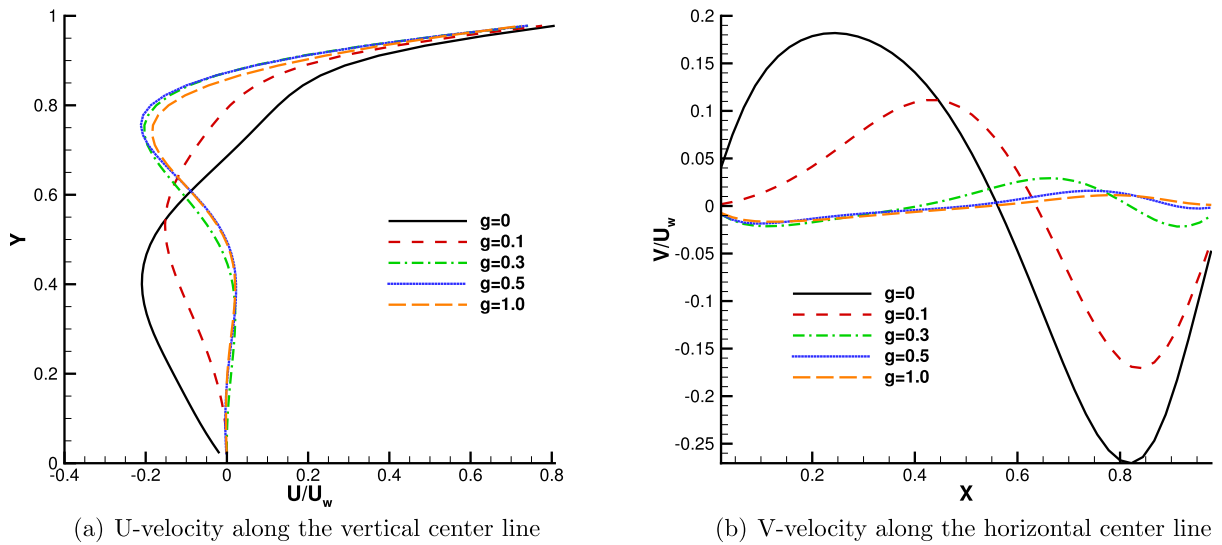 1
0.8
0.6
0.4
0.2
0
Y
-0.4
-0.2
0
0.2
0.4
0.6
0.8
U/Uw
g=0
g=0.1
g=0.3
g=0.5
g=1.0
(a) U-velocity along the vertical center line
0.2
0.15
0.1
0.05
0
-0.05
-0.1
-0.15
-0.2
-0.25
V/Uw
0.2
0.4
0.6
0.8
X
g=0
g=0.1
g=0.3
g=0.5
g=1.0
(b) V-velocity along the horizontal center line